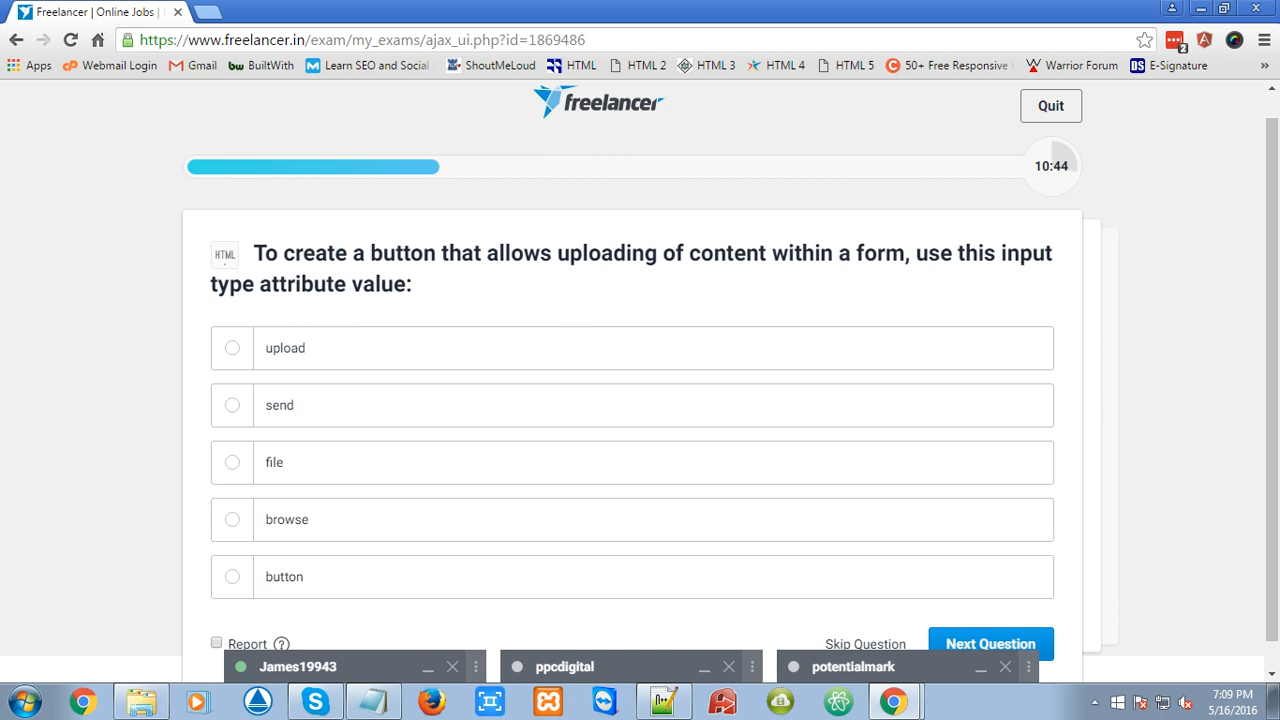 Freelancer | Online Jobs |
https://www.freelancer.in/exam/my_exams/ajax_ui.php?id=1869486
2
Apps Webmail Login Gmail bw BuiltWith M Learn SEO and Social ShoutMeLoud HTML HTML 2 HTML 3 HTML 4 HTML 5 50+ Free Responsive Warrior Forum DS E-Signature »
freelancer
Quit
10:44
HTML To create a button that allows uploading of content within a form, use this input
type attribute value:
upload
send
file
browse
button
Report ?
Skip Question
Next Question
James19943
ppcdigital
potentialmark
7:09 PM
5/16/2016